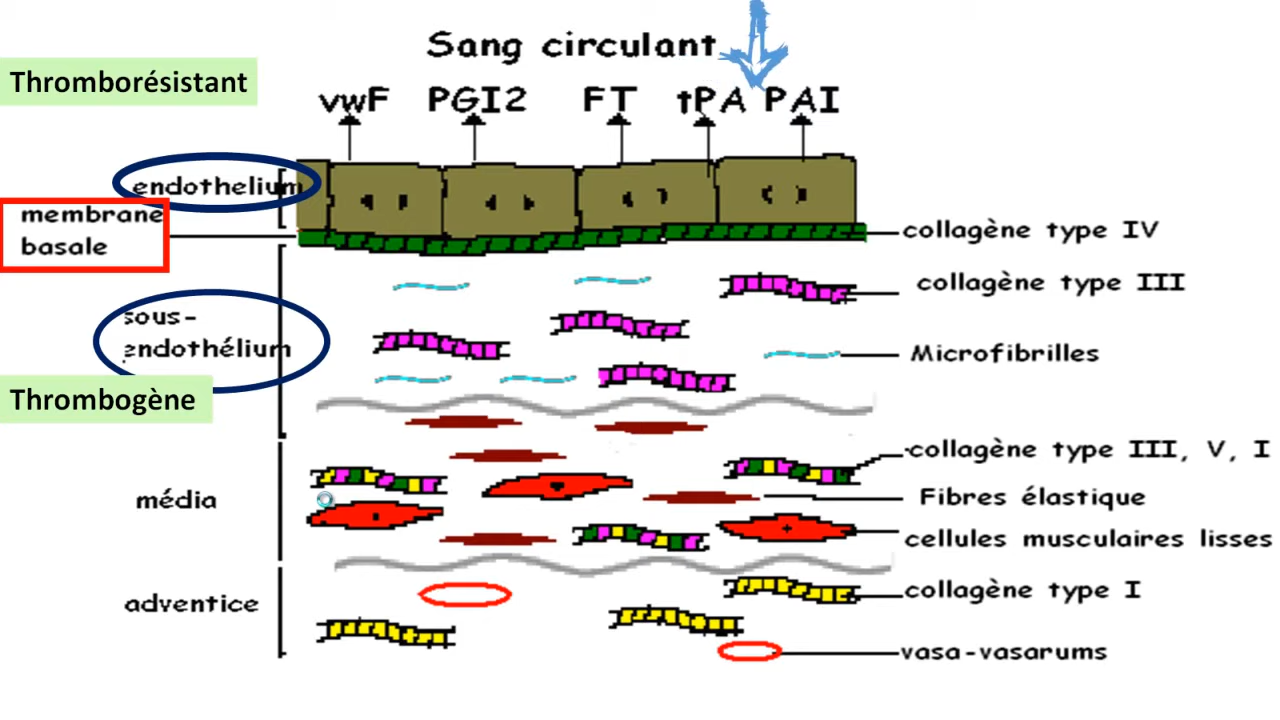 Sang circulant
Thromborésistant
vwF PGI2 FT tPA PAI
endothelium
membrane
basale
collagène type IV
collagène type III
sous-
endothélium
Microfibrilles
Thrombogène
collagène type III, V, I
média
Fibres élastique
cellules musculaires lisses
adventice
collagène type I
vasa-vasarums